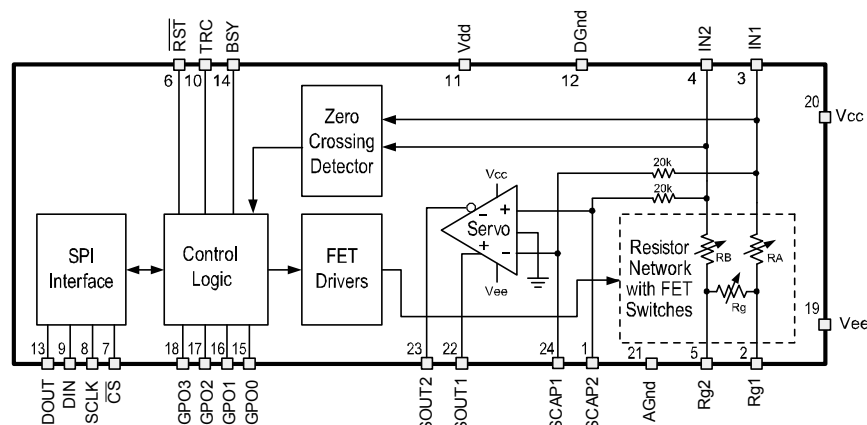 RST
TRC
BSY
Vdd
DGnd
IN2
IN1
6
10
14
11
12
4
3
20
Vcc
Zero
Crossing
Detector
20k
20k
Vcc
+
-
Servo
+
-
Vee
SPI
Interface
Control
Logic
FET
Drivers
Resistor
Network
with FET
Switches
RB
RA
Rg
19
Vee
13
9
8
7
18
17
16
15
23
22
24
1
21
5
2
DOUT
DIN
SCLK
CS
GPO3
GPO2
GPO1
GPO0
SOUT2
SOUT1
SCAP1
SCAP2
AGnd
Rg2
Rg1